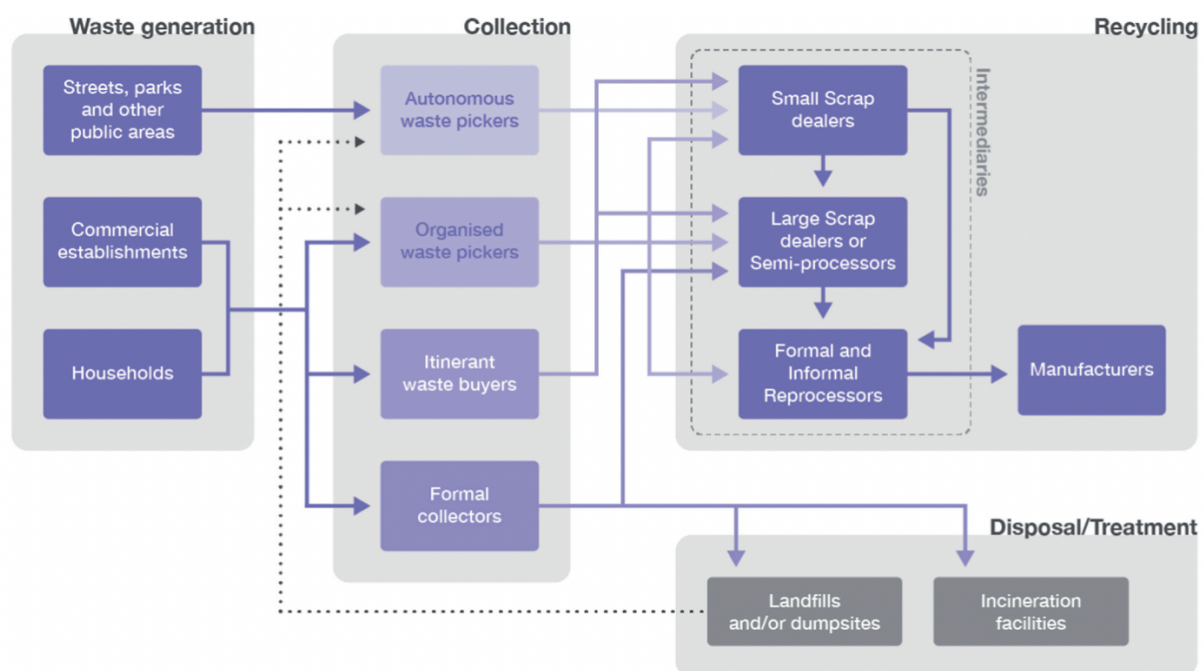 Waste generation
Streets, parks
and other
public areas
Commercial
establishments
Households
Collection
Autonomous
waste pickers
Organised
waste pickers
Itinerant
waste buyers
Formal
collectors
Recycling
Intermediaries
Small Scrap
dealers
Large Scrap
dealers or
Semi-processors
Formal and
Informal
Reprocessors
Manufacturers
Disposal/Treatment
Landfills
and/or dumpsites
Incineration
facilities